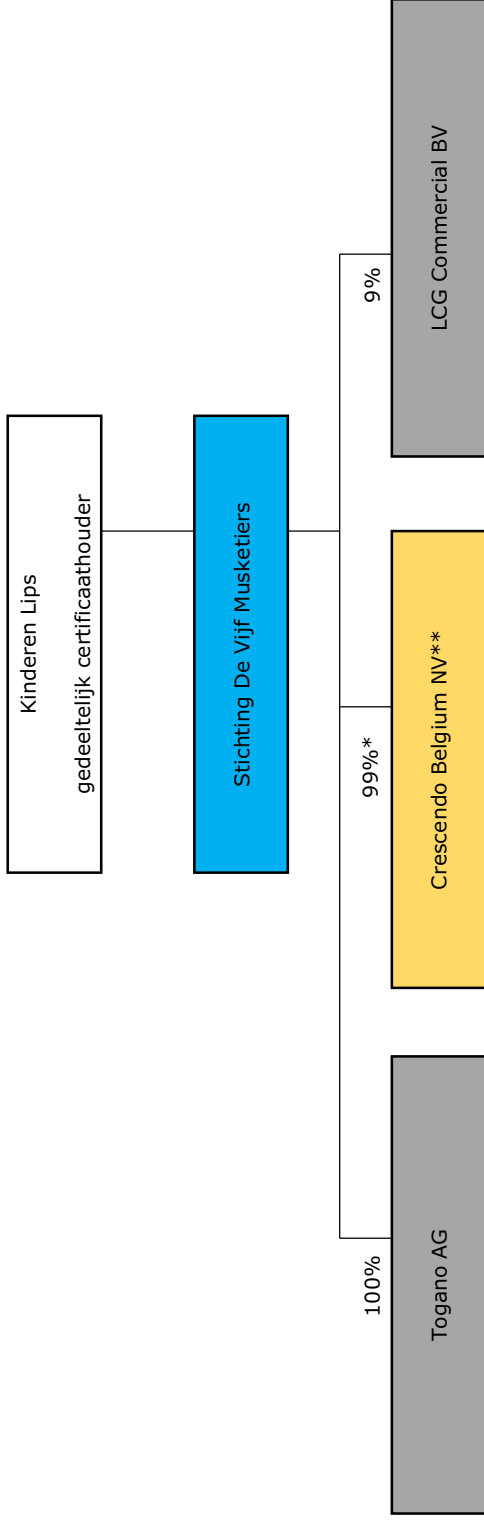 Kinderen Lips
gedeeltelijk certificaathouder
Stichting De Vijf Musketiers
100%
99%*
9%
Togano AG
Crescendo Belgium NV**
LCG Commercial BV